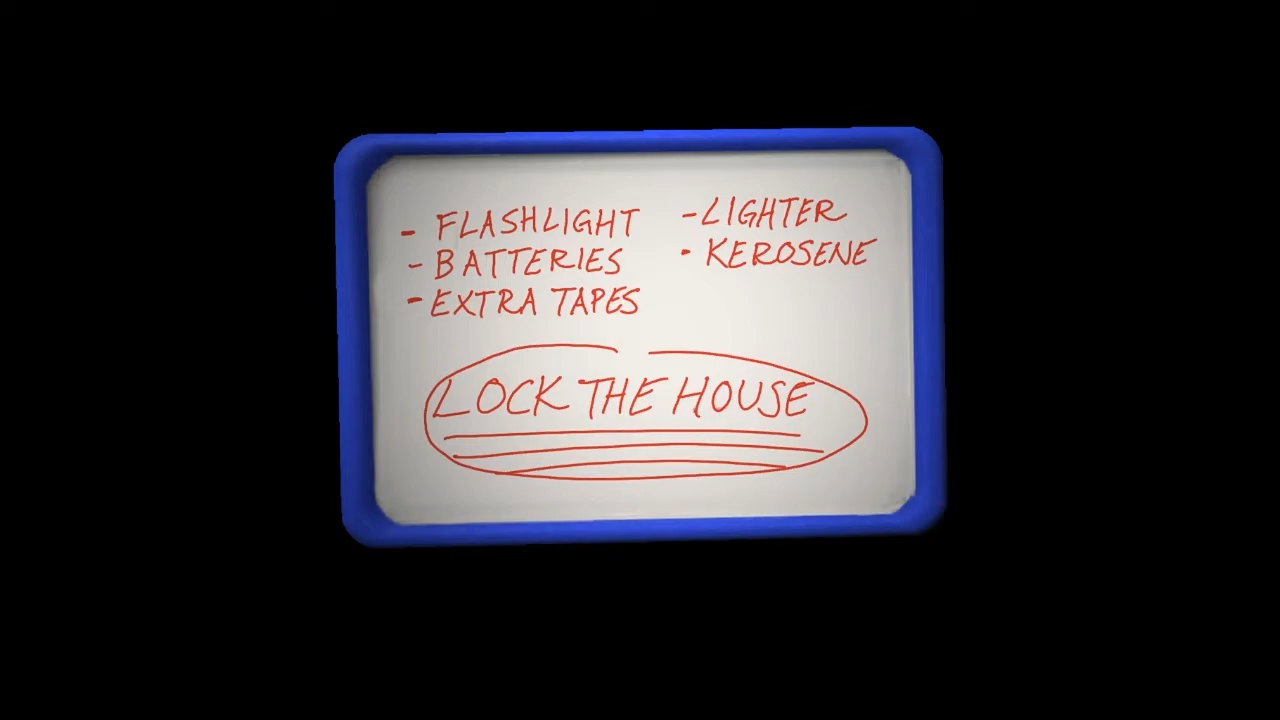 - FLASHLIGHT
- BATTERIES
- EXTRA TAPES
- LIGHTER
- KEROSENE
LOCK THE HOUSE